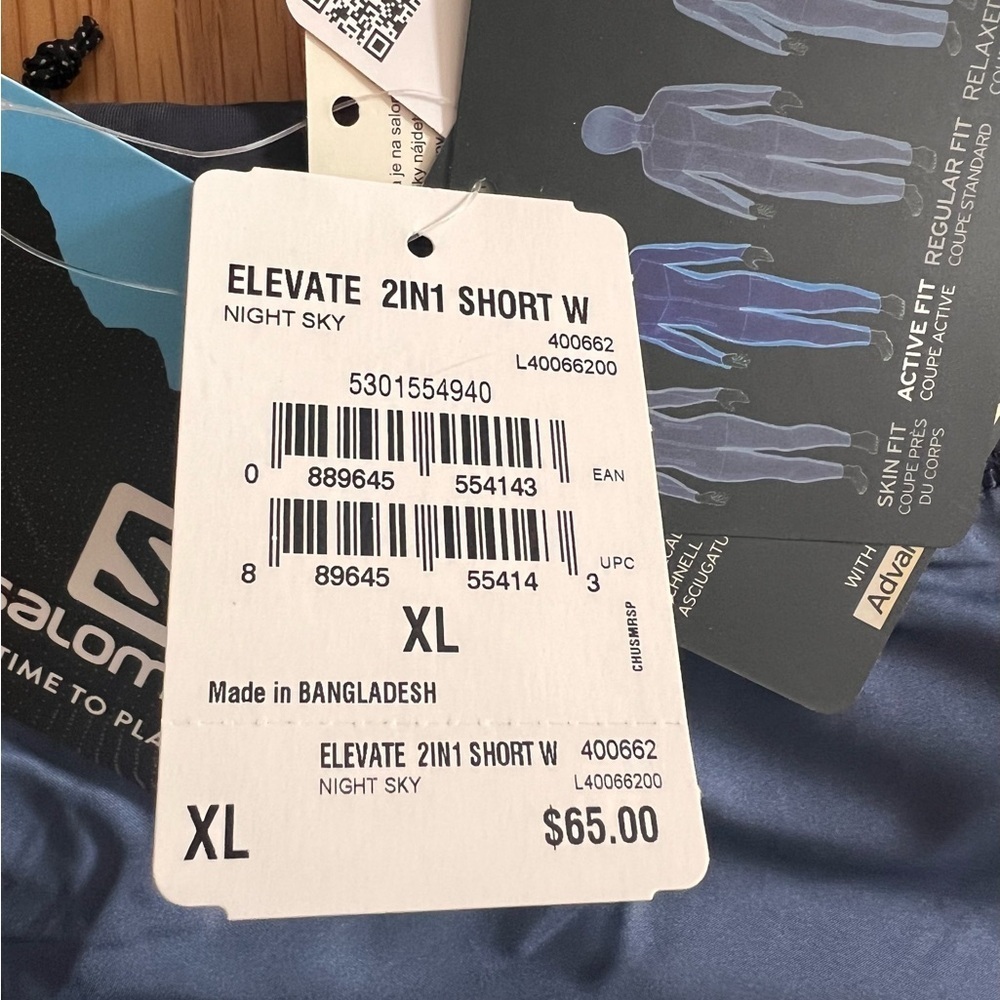 ELEVATE 2IN1 SHORT W
NIGHT SKY
400662
L40066200
5301554940
0 889645 554143 EAN
8 89645 55414 3 UPC
XL
CHUSMRSP
Made in BANGLADESH
ELEVATE 2IN1 SHORT W 400662
NIGHT SKY L40066200
XL $65.00
TIME TO
RELAXED
REGULAR FIT
COUPE STANDARD
ACTIVE FIT
COUPE ACTIVE
SKIN FIT
COUPE PRÈS
DU CORPS
WITH
je na